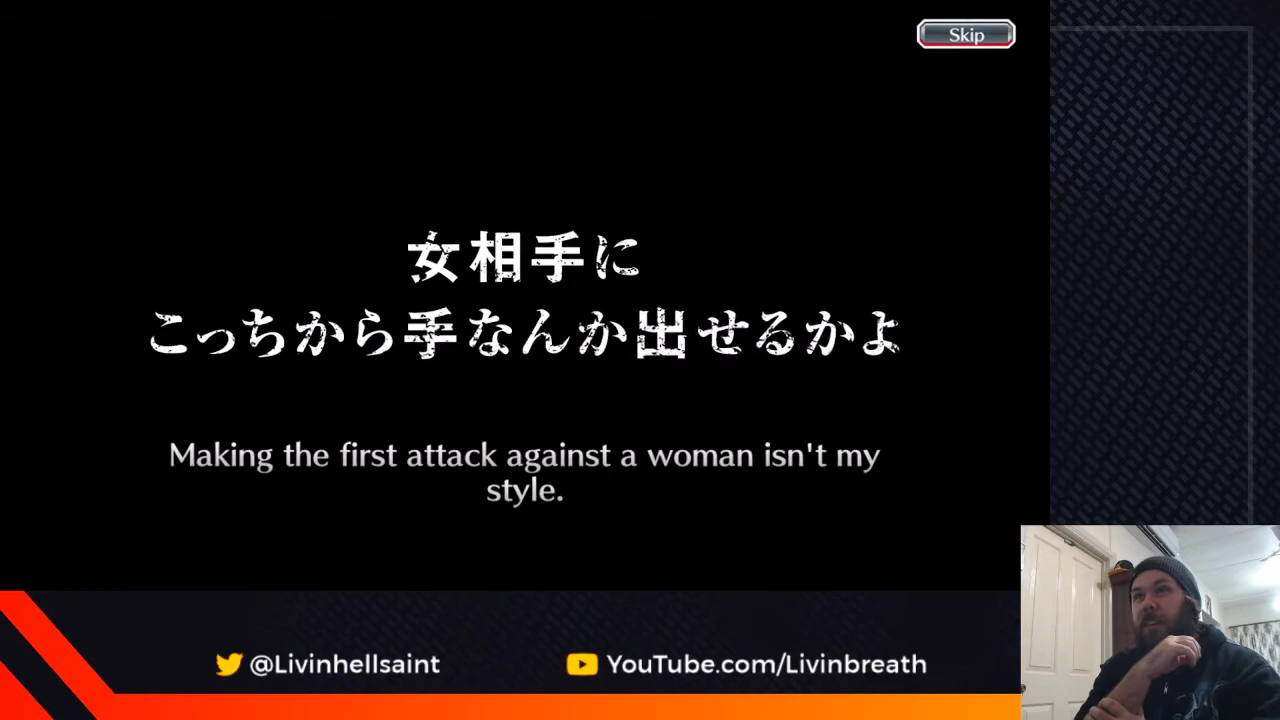 Skip
女相手に
こっちから手なんか出せるかよ
Making the first attack against a woman isn't my
style.
@Livinhellsaint
YouTube.com/Livinbreath